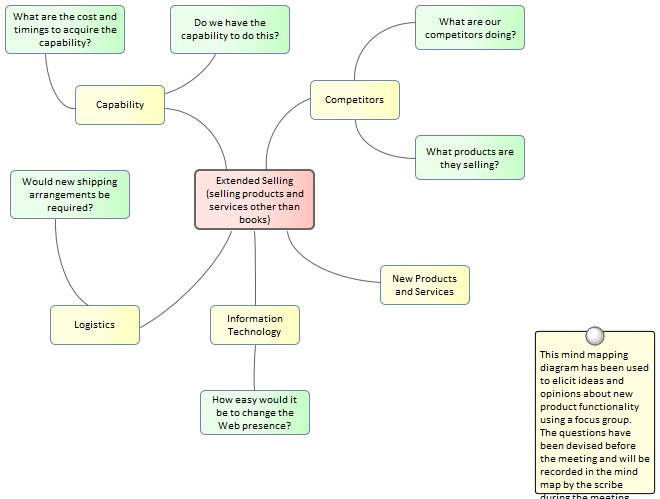 What are the cost and
timings to acquire the
capability?
Do we have the
capability to do this?
What are our
competitors doing?
Capability
Competitors
What products are
they selling?
Would new shipping
arrangements be
required?
Extended Selling
(selling products and
services other than
books)
New Products
and Services
Logistics
Information
Technology
How easy would it
be to change the
Web presence?
This mind mapping
diagram has been used
to elicit ideas and
opinions about new
product functionality
using a focus group.
The questions have
been devised before
the meeting and will be
recorded in the mind
map by the scribe
during the meeting